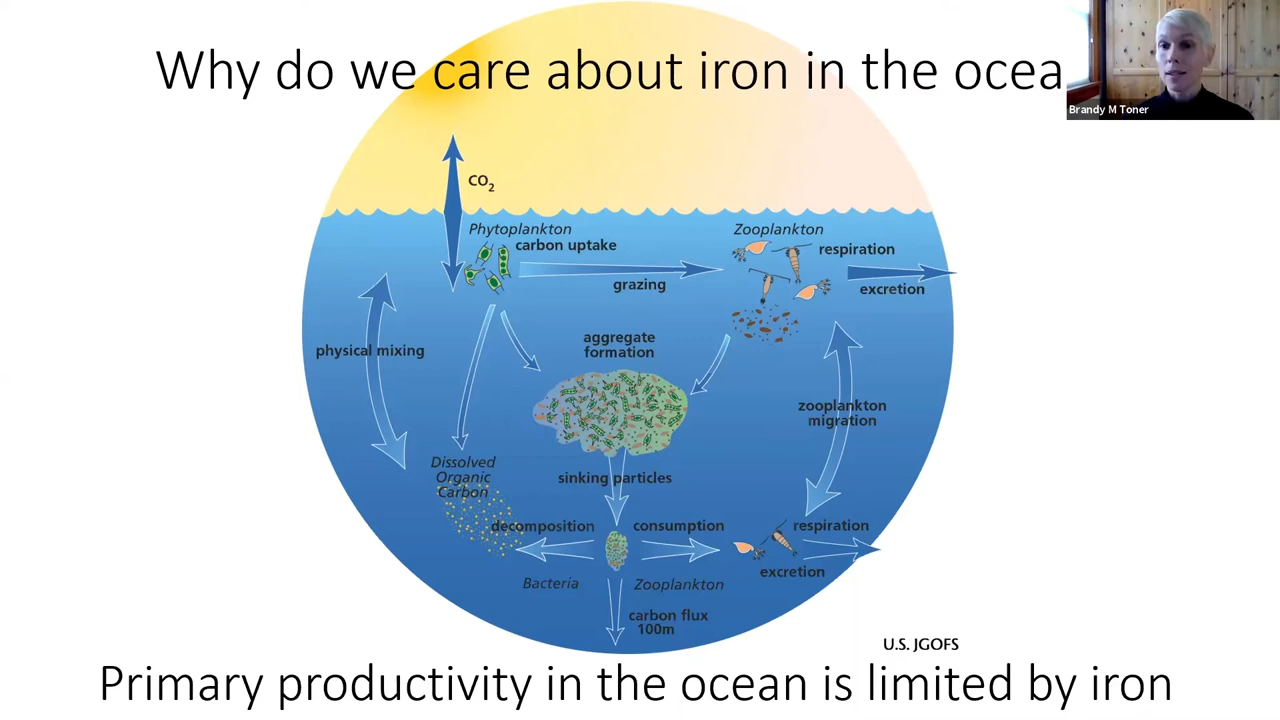 Why do we care about iron in the ocea
Brandy M Toner
CO2
Phytoplankton
carbon uptake
grazing
Zooplankton
respiration
excretion
physical mixing
aggregate
formation
zooplankton
migration
Dissolved
Organic
Carbon
sinking particles
decomposition
consumption
respiration
excretion
Bacteria
Zooplankton
carbon flux
100m
U.S. JGOFS
Primary productivity in the ocean is limited by iron